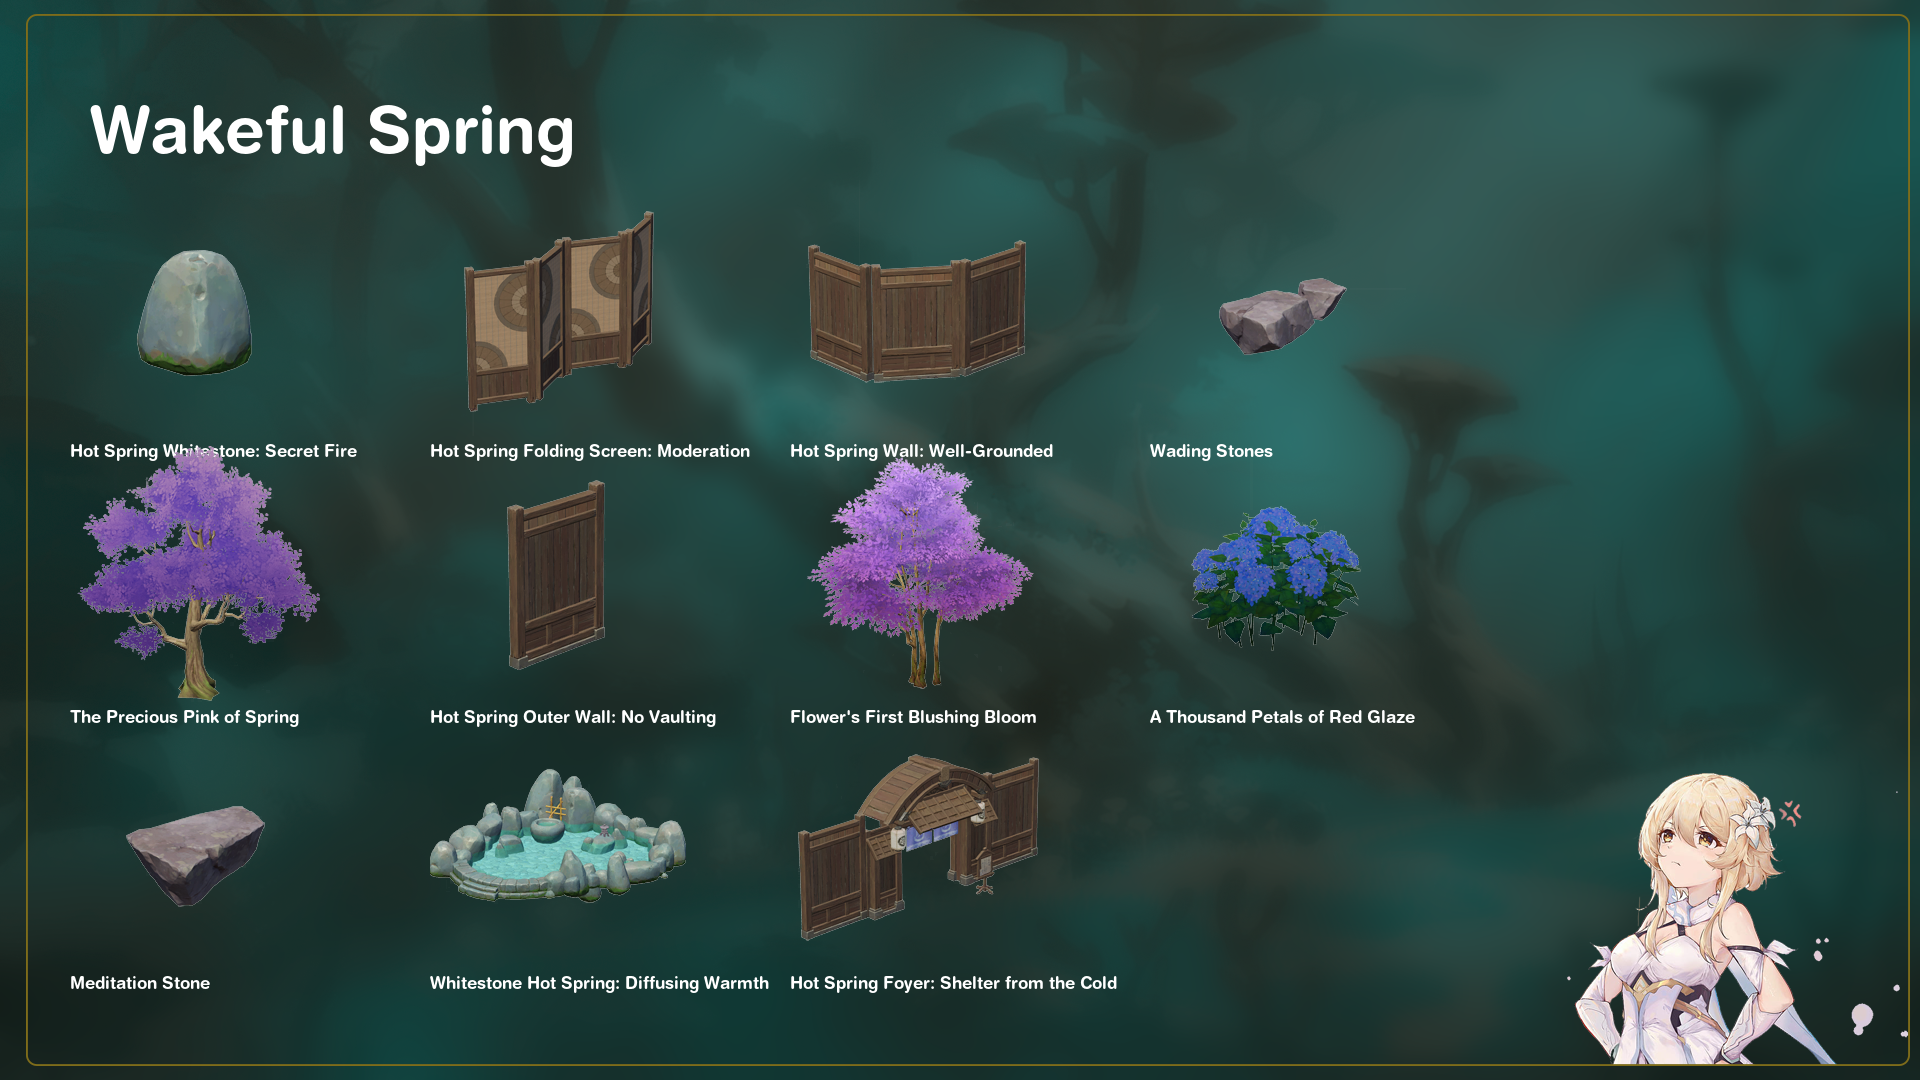 Wakeful Spring
Hot Spring Whitestone: Secret Fire
Hot Spring Folding Screen: Moderation
Hot Spring Wall: Well-Grounded
Wading Stones
The Precious Pink of Spring
Hot Spring Outer Wall: No Vaulting
Flower's First Blushing Bloom
A Thousand Petals of Red Glaze
Meditation Stone
Whitestone Hot Spring: Diffusing Warmth
Hot Spring Foyer: Shelter from the Cold